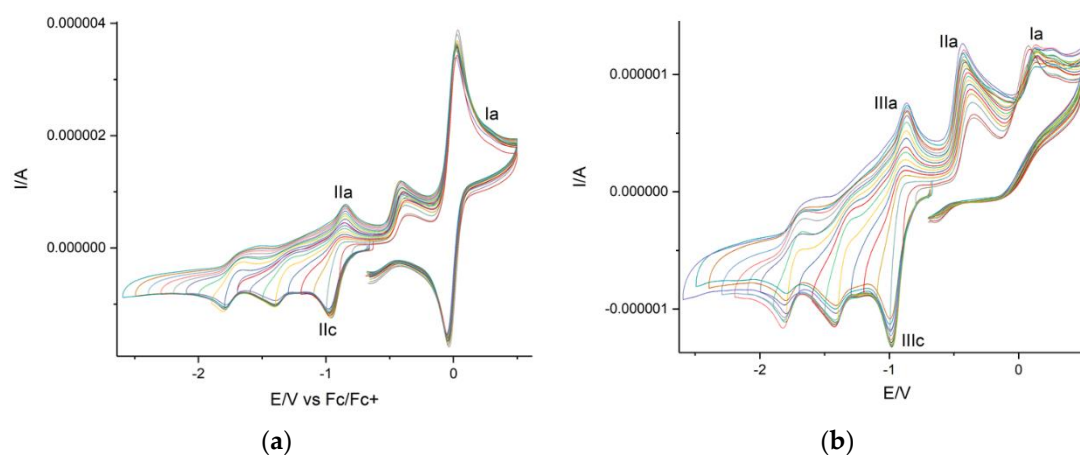 0.000004
0.000002
0.000000
I/A
Ia
IIa
IIc
-2
-1
0
E/V vs Fc/Fc+
(a)
0.000001
0.000000
-0.000001
I/A
Ia
IIa
IIIa
IIIc
-2
-1
0
E/V
(b)